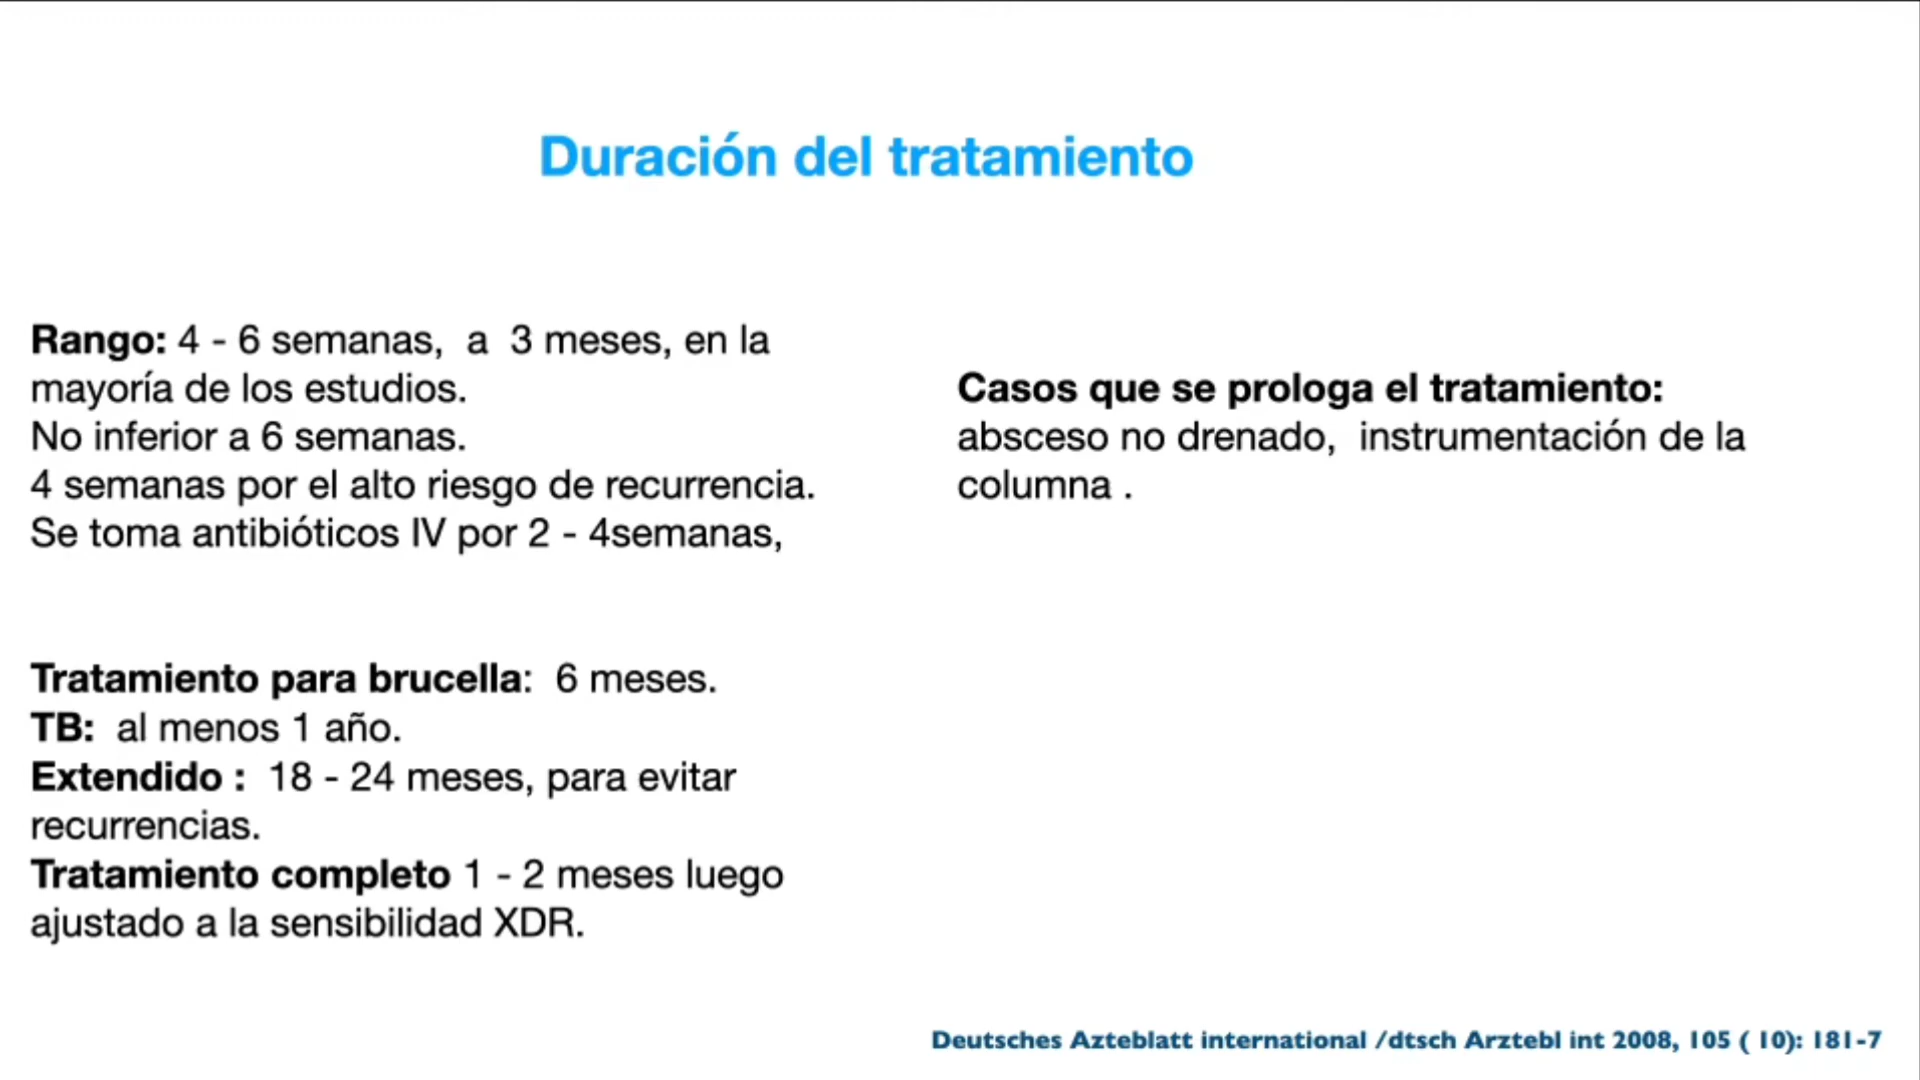 Duración del tratamiento
Rango: 4 - 6 semanas, a 3 meses, en la
mayoría de los estudios.
No inferior a 6 semanas.
4 semanas por el alto riesgo de recurrencia.
Se toma antibióticos IV por 2 - 4semanas,
Tratamiento para brucella: 6 meses.
TB: al menos 1 año.
Extendido : 18 - 24 meses, para evitar
recurrencias.
Tratamiento completo 1 - 2 meses luego
ajustado a la sensibilidad XDR.
Casos que se prologa el tratamiento:
absceso no drenado, instrumentación de la
columna .
Deutsches Azteblatt international /dtsch Arztebl int 2008, 105 ( 10): 181-7